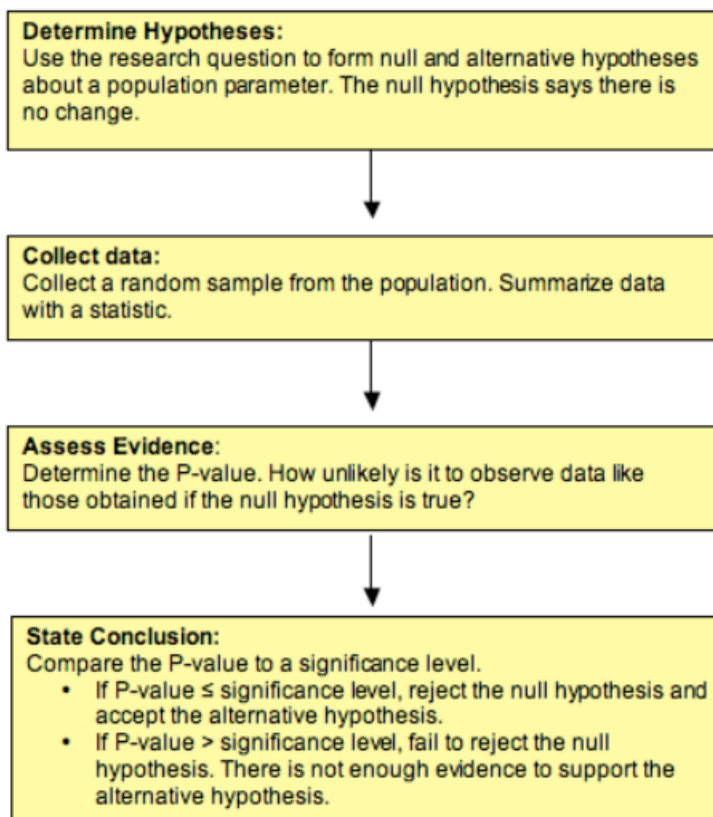 Determine Hypotheses:
Use the research question to form null and alternative hypotheses
about a population parameter. The null hypothesis says there is
no change.
Collect data:
Collect a random sample from the population. Summarize data
with a statistic.
Assess Evidence:
Determine the P-value. How unlikely is it to observe data like
those obtained if the null hypothesis is true?
State Conclusion:
Compare the P-value to a significance level.
• If P-value ≤ significance level, reject the null hypothesis and
accept the alternative hypothesis.
• If P-value > significance level, fail to reject the null
hypothesis. There is not enough evidence to support the
alternative hypothesis.